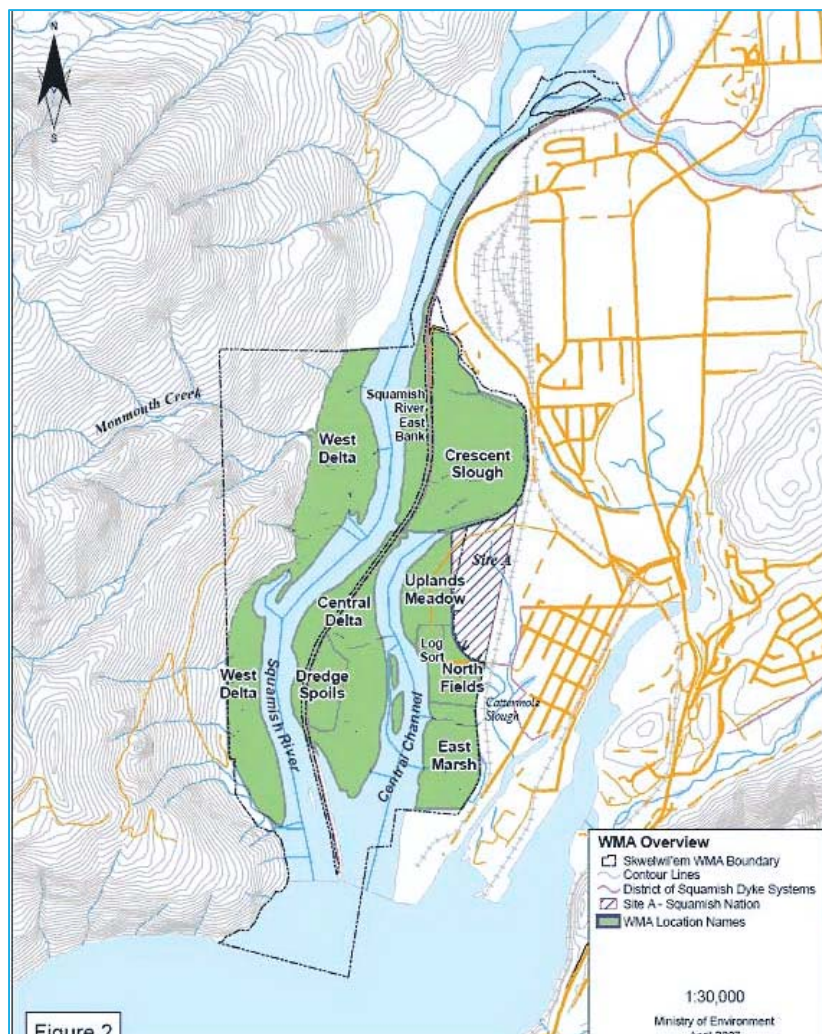 N
S
Monmouth Creek
Squamish
River
East
Bank
West
Delta
Crescent
Slough
Site A
Uplands
Meadow
Central
Delta
Log
Sort
North
Fields
West
Delta
Squamish River
Dredge
Spoils
Central Channel
Cattermole
Slough
East
Marsh
WMA Overview
Skwelwil'em WMA Boundary
Contour Lines
District of Squamish Dyke Systems
Site A - Squamish Nation
WMA Location Names
1:30,000
Ministry of Environment
Figure 2